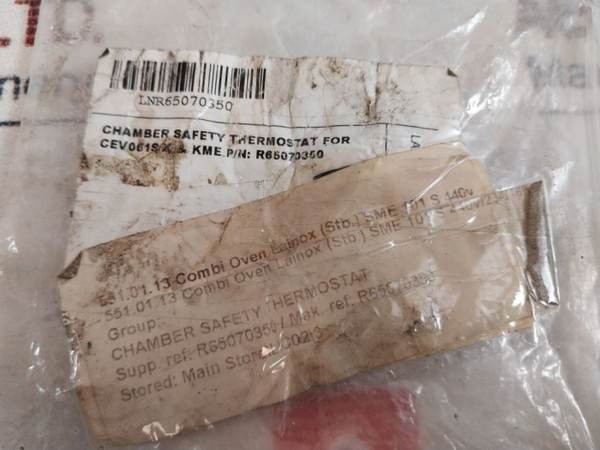 LNR65070350
CHAMBER SAFETY THERMOSTAT FOR
& KME P/N: R65070350
LA
551.01.13 Combi Oven Lainox (Stb.) SME 101 S 440v
551.01.13 Combi Oven Lainox (Stb.) SME 101 S
Group:
CHAMBER SAFETY THERMOSTAT
Supp. ref: R65070350 / Mak. ref: R65070350
Stored: Main Store